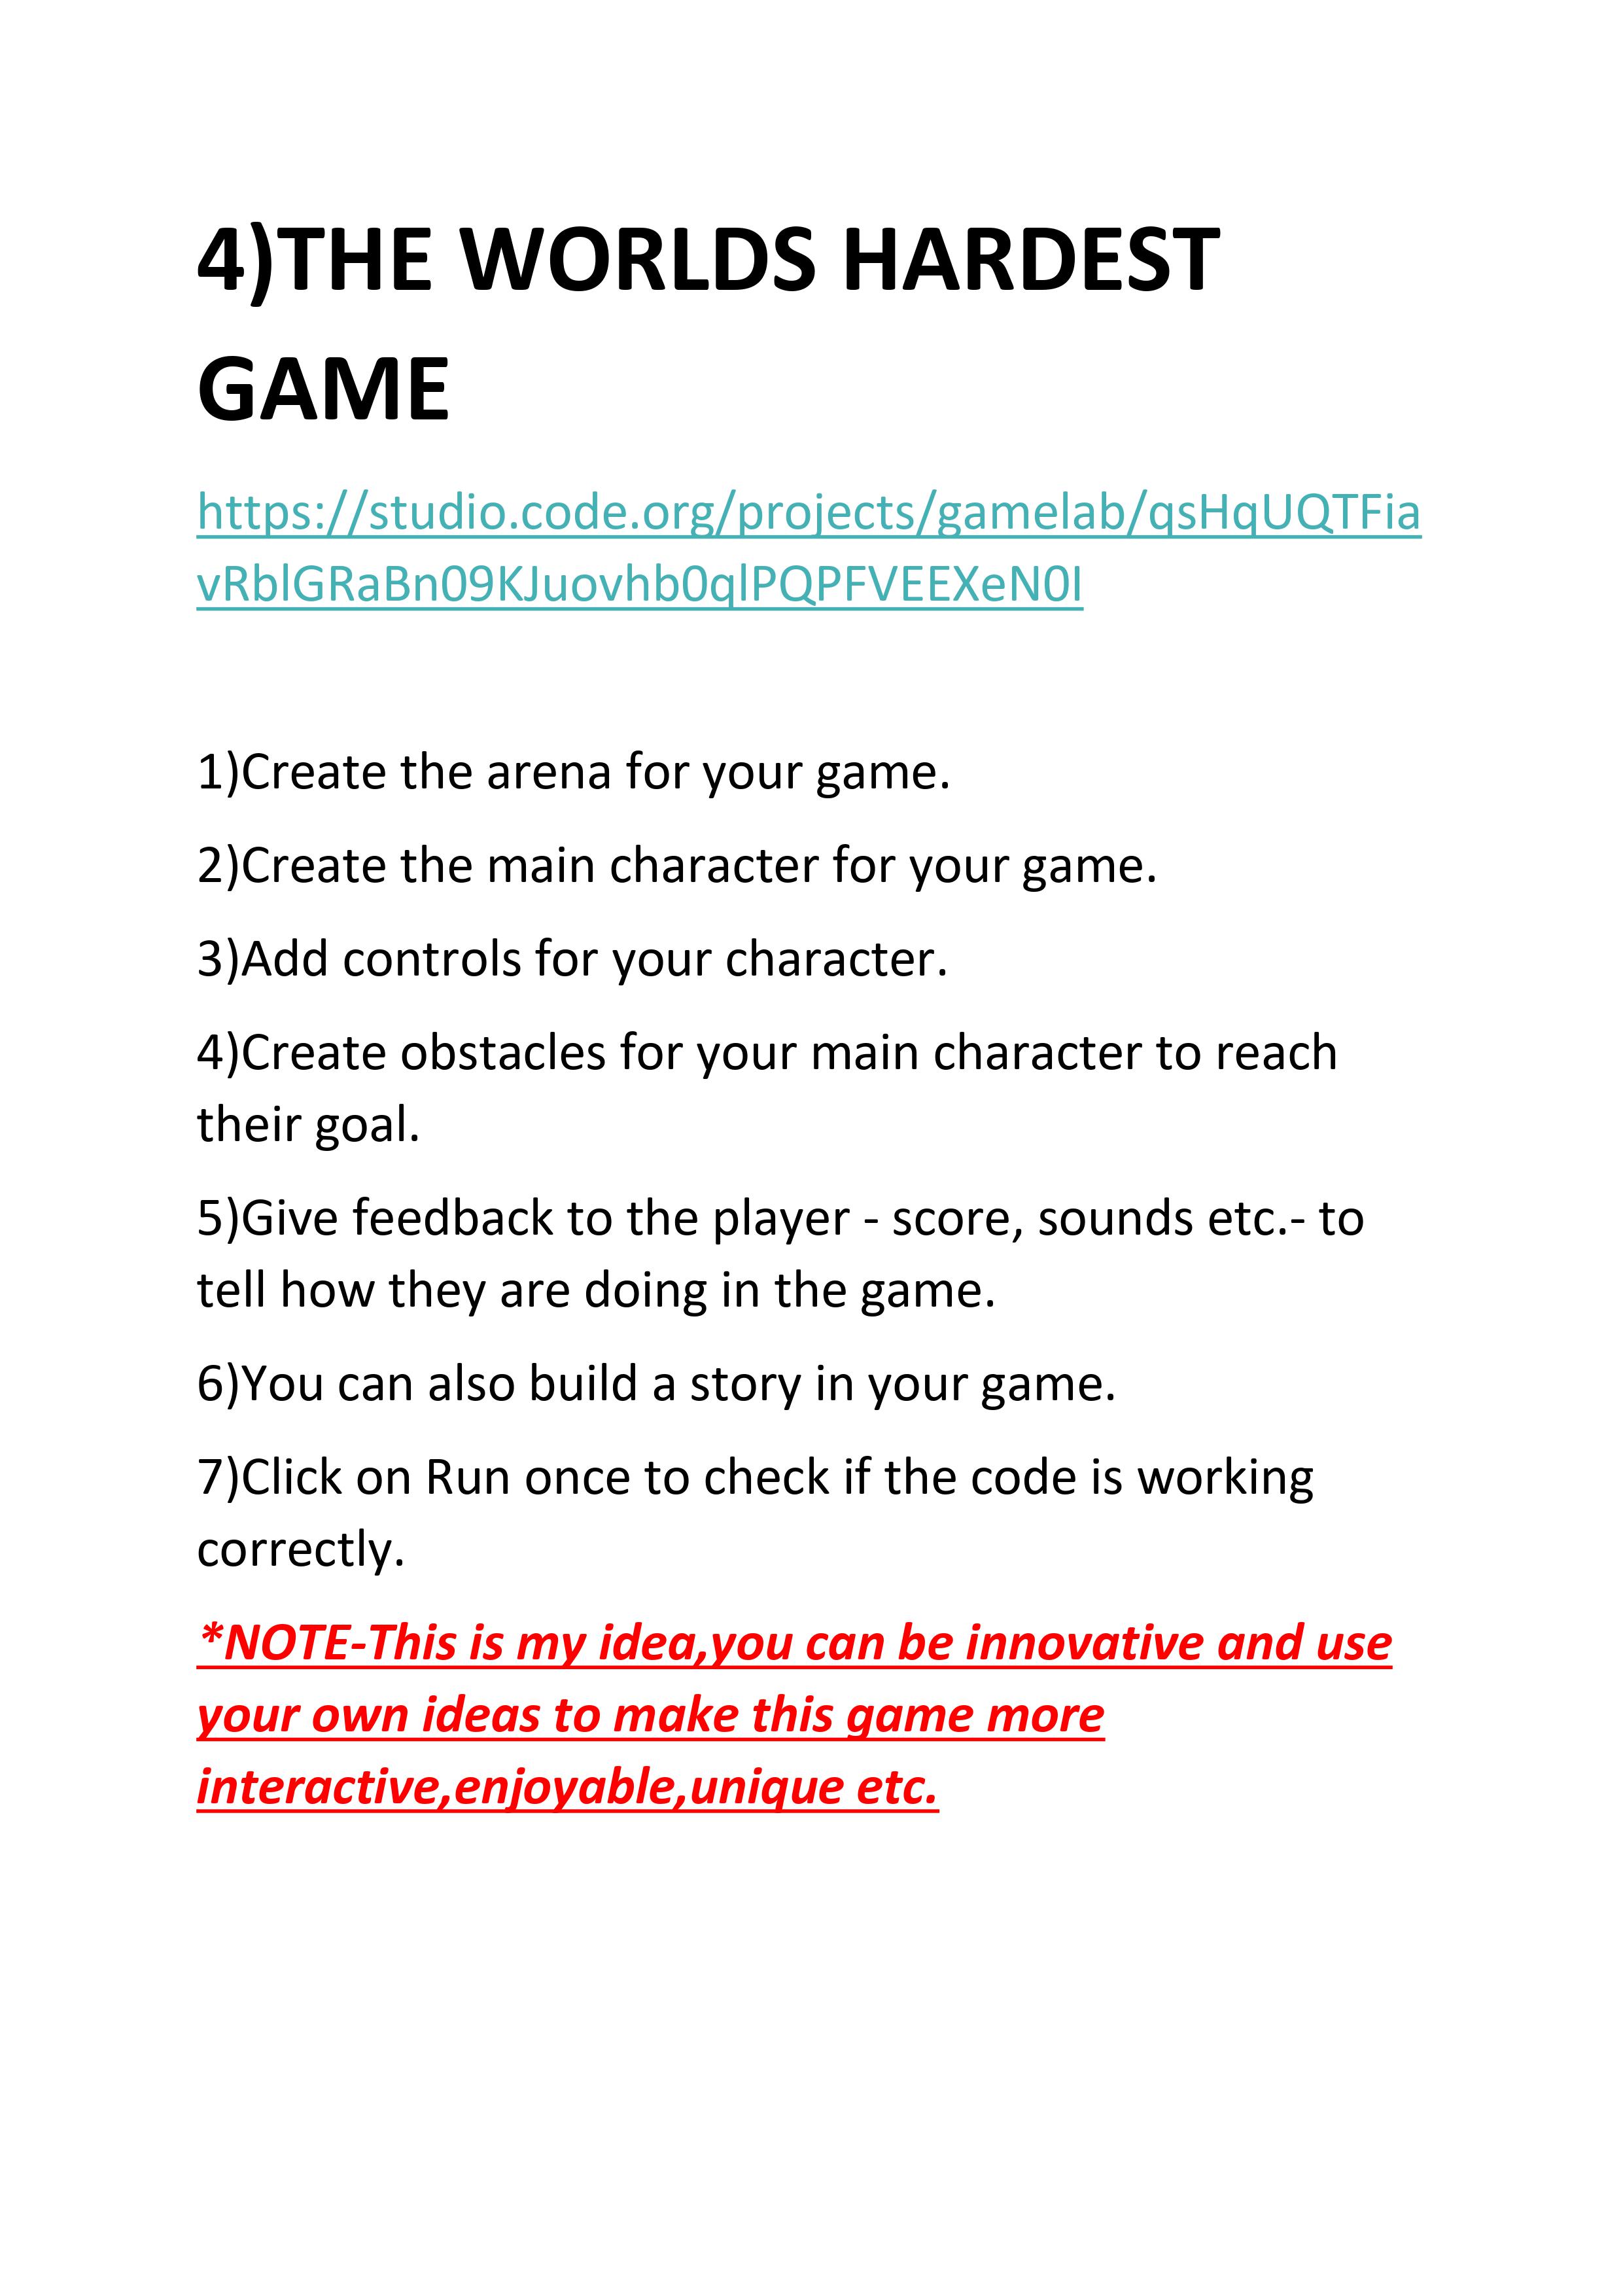 4)THE WORLDS HARDEST
GAME
https://studio.code.org/projects/gamelab/qsHqUQTFia
vRblGRaBn09KJuovhb0qlPQPFVEEXeN0I
1)Create the arena for your game.
2)Create the main character for your game.
3)Add controls for your character.
4)Create obstacles for your main character to reach
their goal.
5)Give feedback to the player - score, sounds etc.- to
tell how they are doing in the game.
6)You can also build a story in your game.
7)Click on Run once to check if the code is working
correctly.
*NOTE-This is my idea,you can be innovative and use
your own ideas to make this game more
interactive,enjoyable,unique etc.